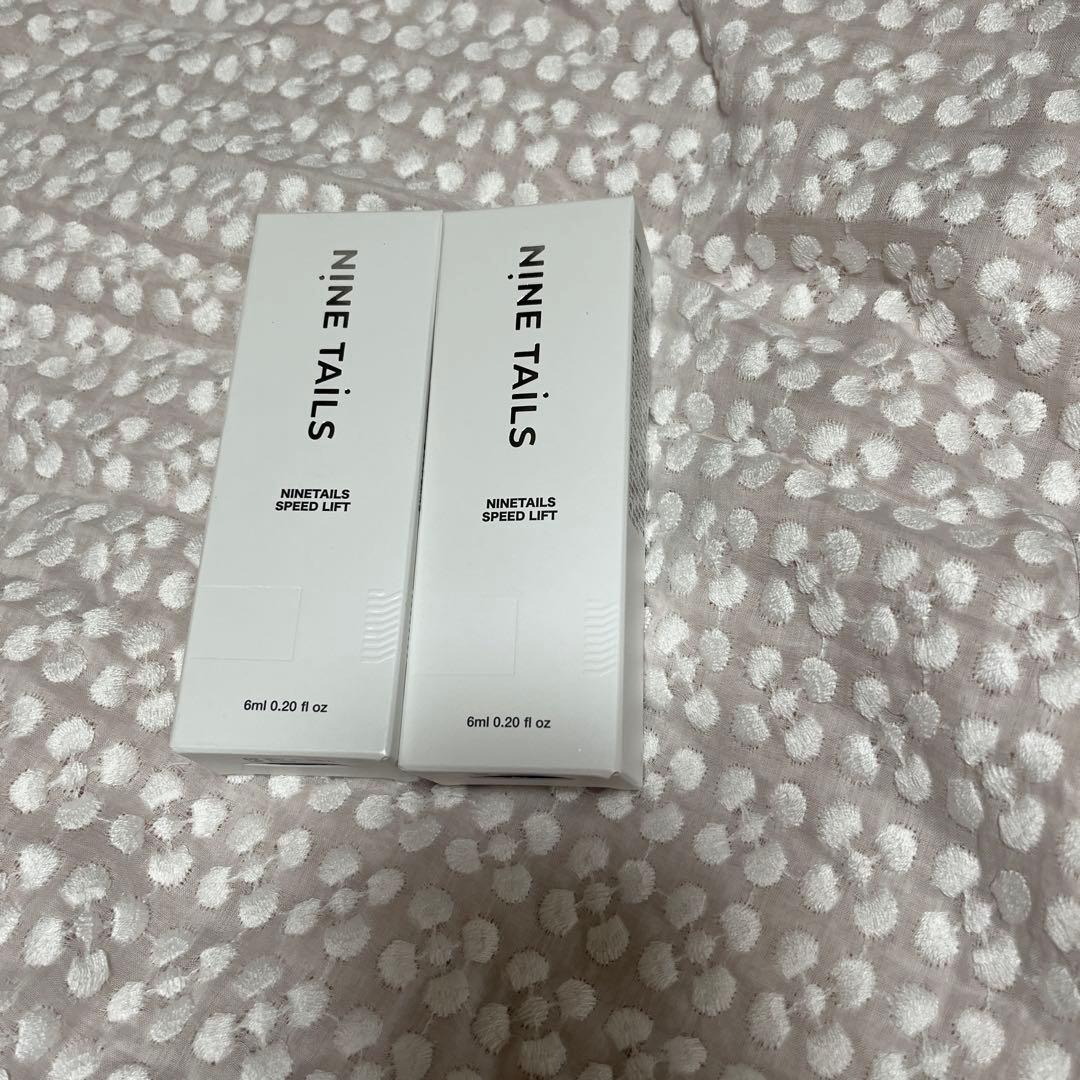 NINE TAILS
NINETAILS
SPEED LIFT
6ml 0.20 fl oz
NINE TAILS
NINETAILS
SPEED LIFT
6ml 0.20 fl oz